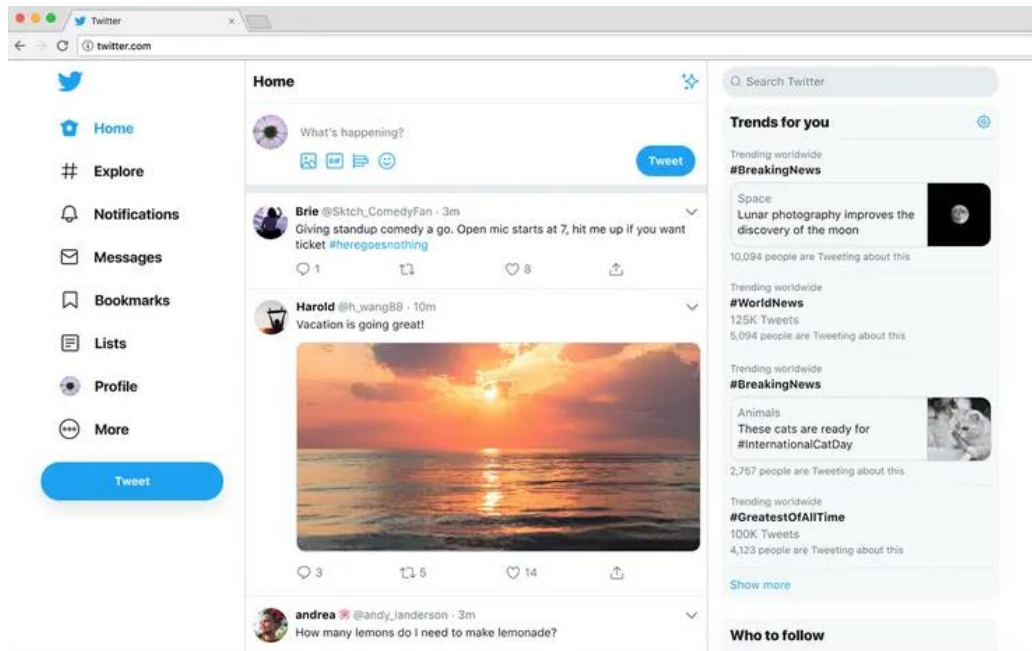 Twitter
twitter.com
Home
Explore
Notifications
Messages
Bookmarks
Lists
Profile
More
Tweet
Home
What's happening?
GIF
Tweet
Brie @Sktch_ComedyFan · 3m
Giving standup comedy a go. Open mic starts at 7, hit me up if you want
ticket #heregoesnothing
1 8
Harold @h_wang88 · 10m
Vacation is going great!
3 5 14
andrea @andy_landerson · 3m
How many lemons do I need to make lemonade?
Search Twitter
Trends for you
Trending worldwide
#BreakingNews
Space
Lunar photography improves the
discovery of the moon
10,094 people are Tweeting about this
Trending worldwide
#WorldNews
125K Tweets
5,094 people are Tweeting about this
Trending worldwide
#BreakingNews
Animals
These cats are ready for
#InternationalCatDay
2,757 people are Tweeting about this
Trending worldwide
#GreatestOfAllTime
100K Tweets
4,123 people are Tweeting about this
Show more
Who to follow